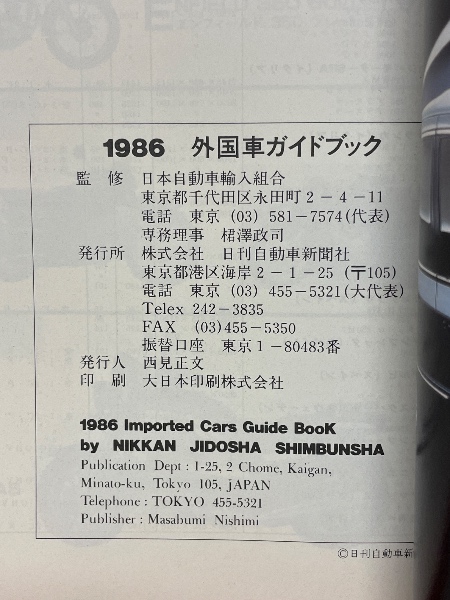 1986 外国車ガイドブック
監 修 日本自動車輸入組合
東京都千代田区永田町2-4-11
電話 東京 (03) 581-7574(代表)
専務理事 桾澤政司
発行所 株式会社 日刊自動車新聞社
東京都港区海岸2-1-25 (〒105)
電話 東京 (03) 455-5321(大代表)
Telex 242-3835
FAX (03)455-5350
振替口座 東京1-80483番
発行人 西見正文
印 刷 大日本印刷株式会社
1986 Imported Cars Guide BooK
by NIKKAN JIDOSHA SHIMBUNSHA
Publication Dept : 1-25, 2 Chome, Kaigan,
Minato-ku, Tokyo 105, JAPAN
Telephone : TOKYO 455-5321
Publisher : Masabumi Nishimi
©日刊自動車新